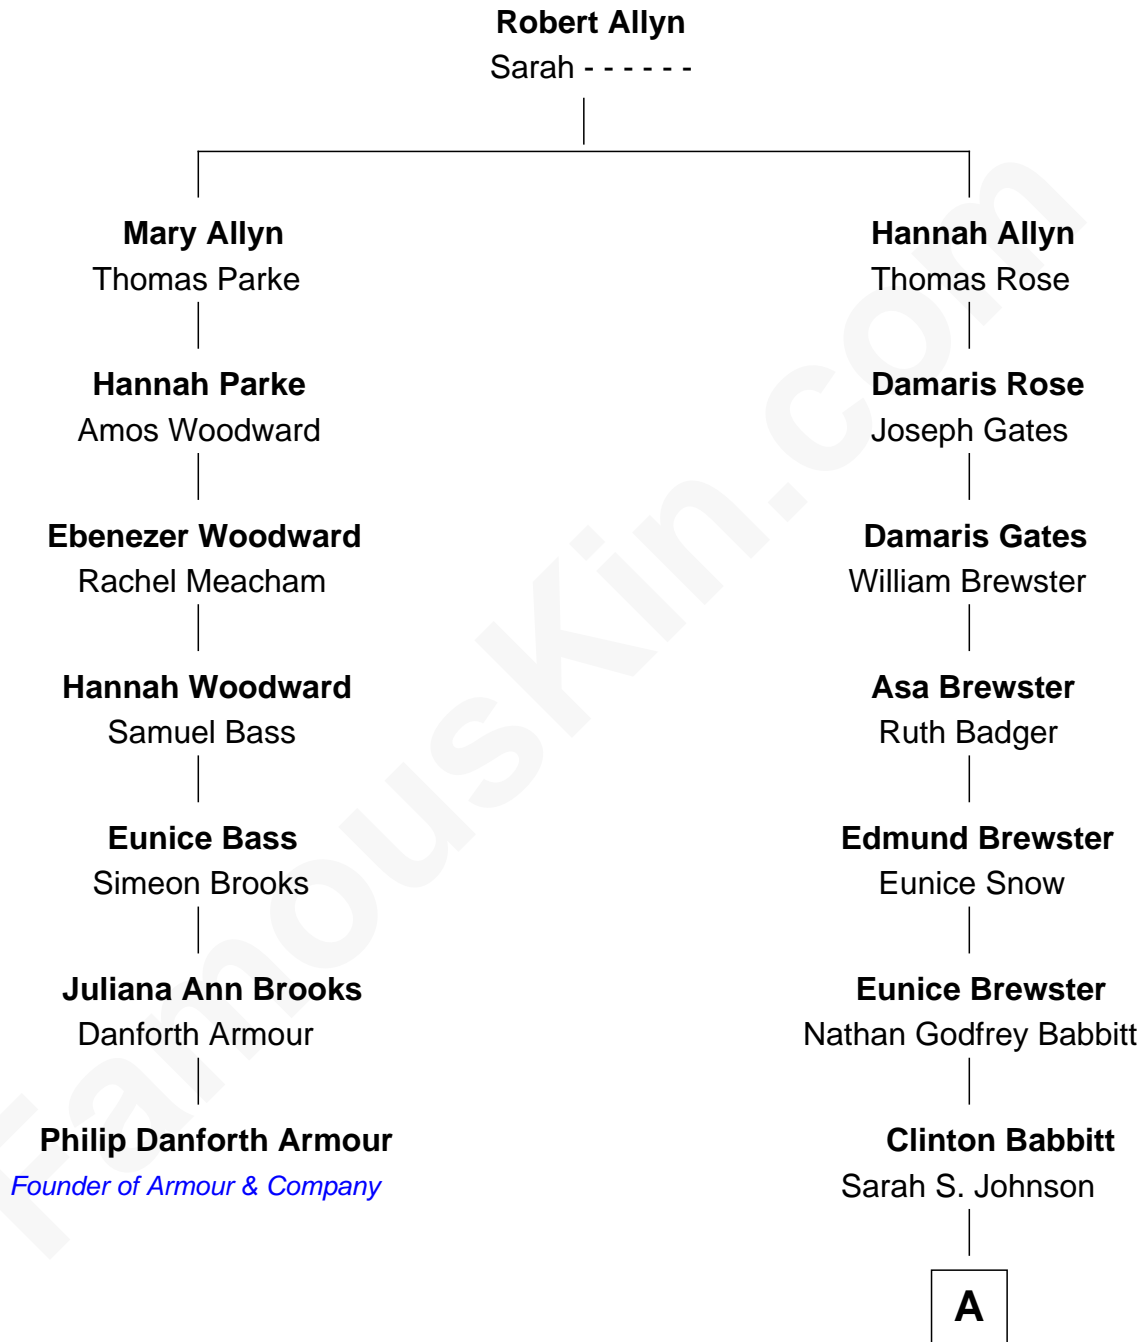 Robert Allyn
Sarah - - - - - -
Mary Allyn
Thomas Parke
Hannah Allyn
Thomas Rose
Hannah Parke
Amos Woodward
Damaris Rose
Joseph Gates
Ebenezer Woodward
Rachel Meacham
Damaris Gates
William Brewster
Hannah Woodward
Samuel Bass
Asa Brewster
Ruth Badger
Eunice Bass
Simeon Brooks
Edmund Brewster
Eunice Snow
Juliana Ann Brooks
Danforth Armour
Eunice Brewster
Nathan Godfrey Babbitt
Philip Danforth Armour
Founder of Armour & Company
Clinton Babbitt
Sarah S. Johnson
A
FamousKin.com